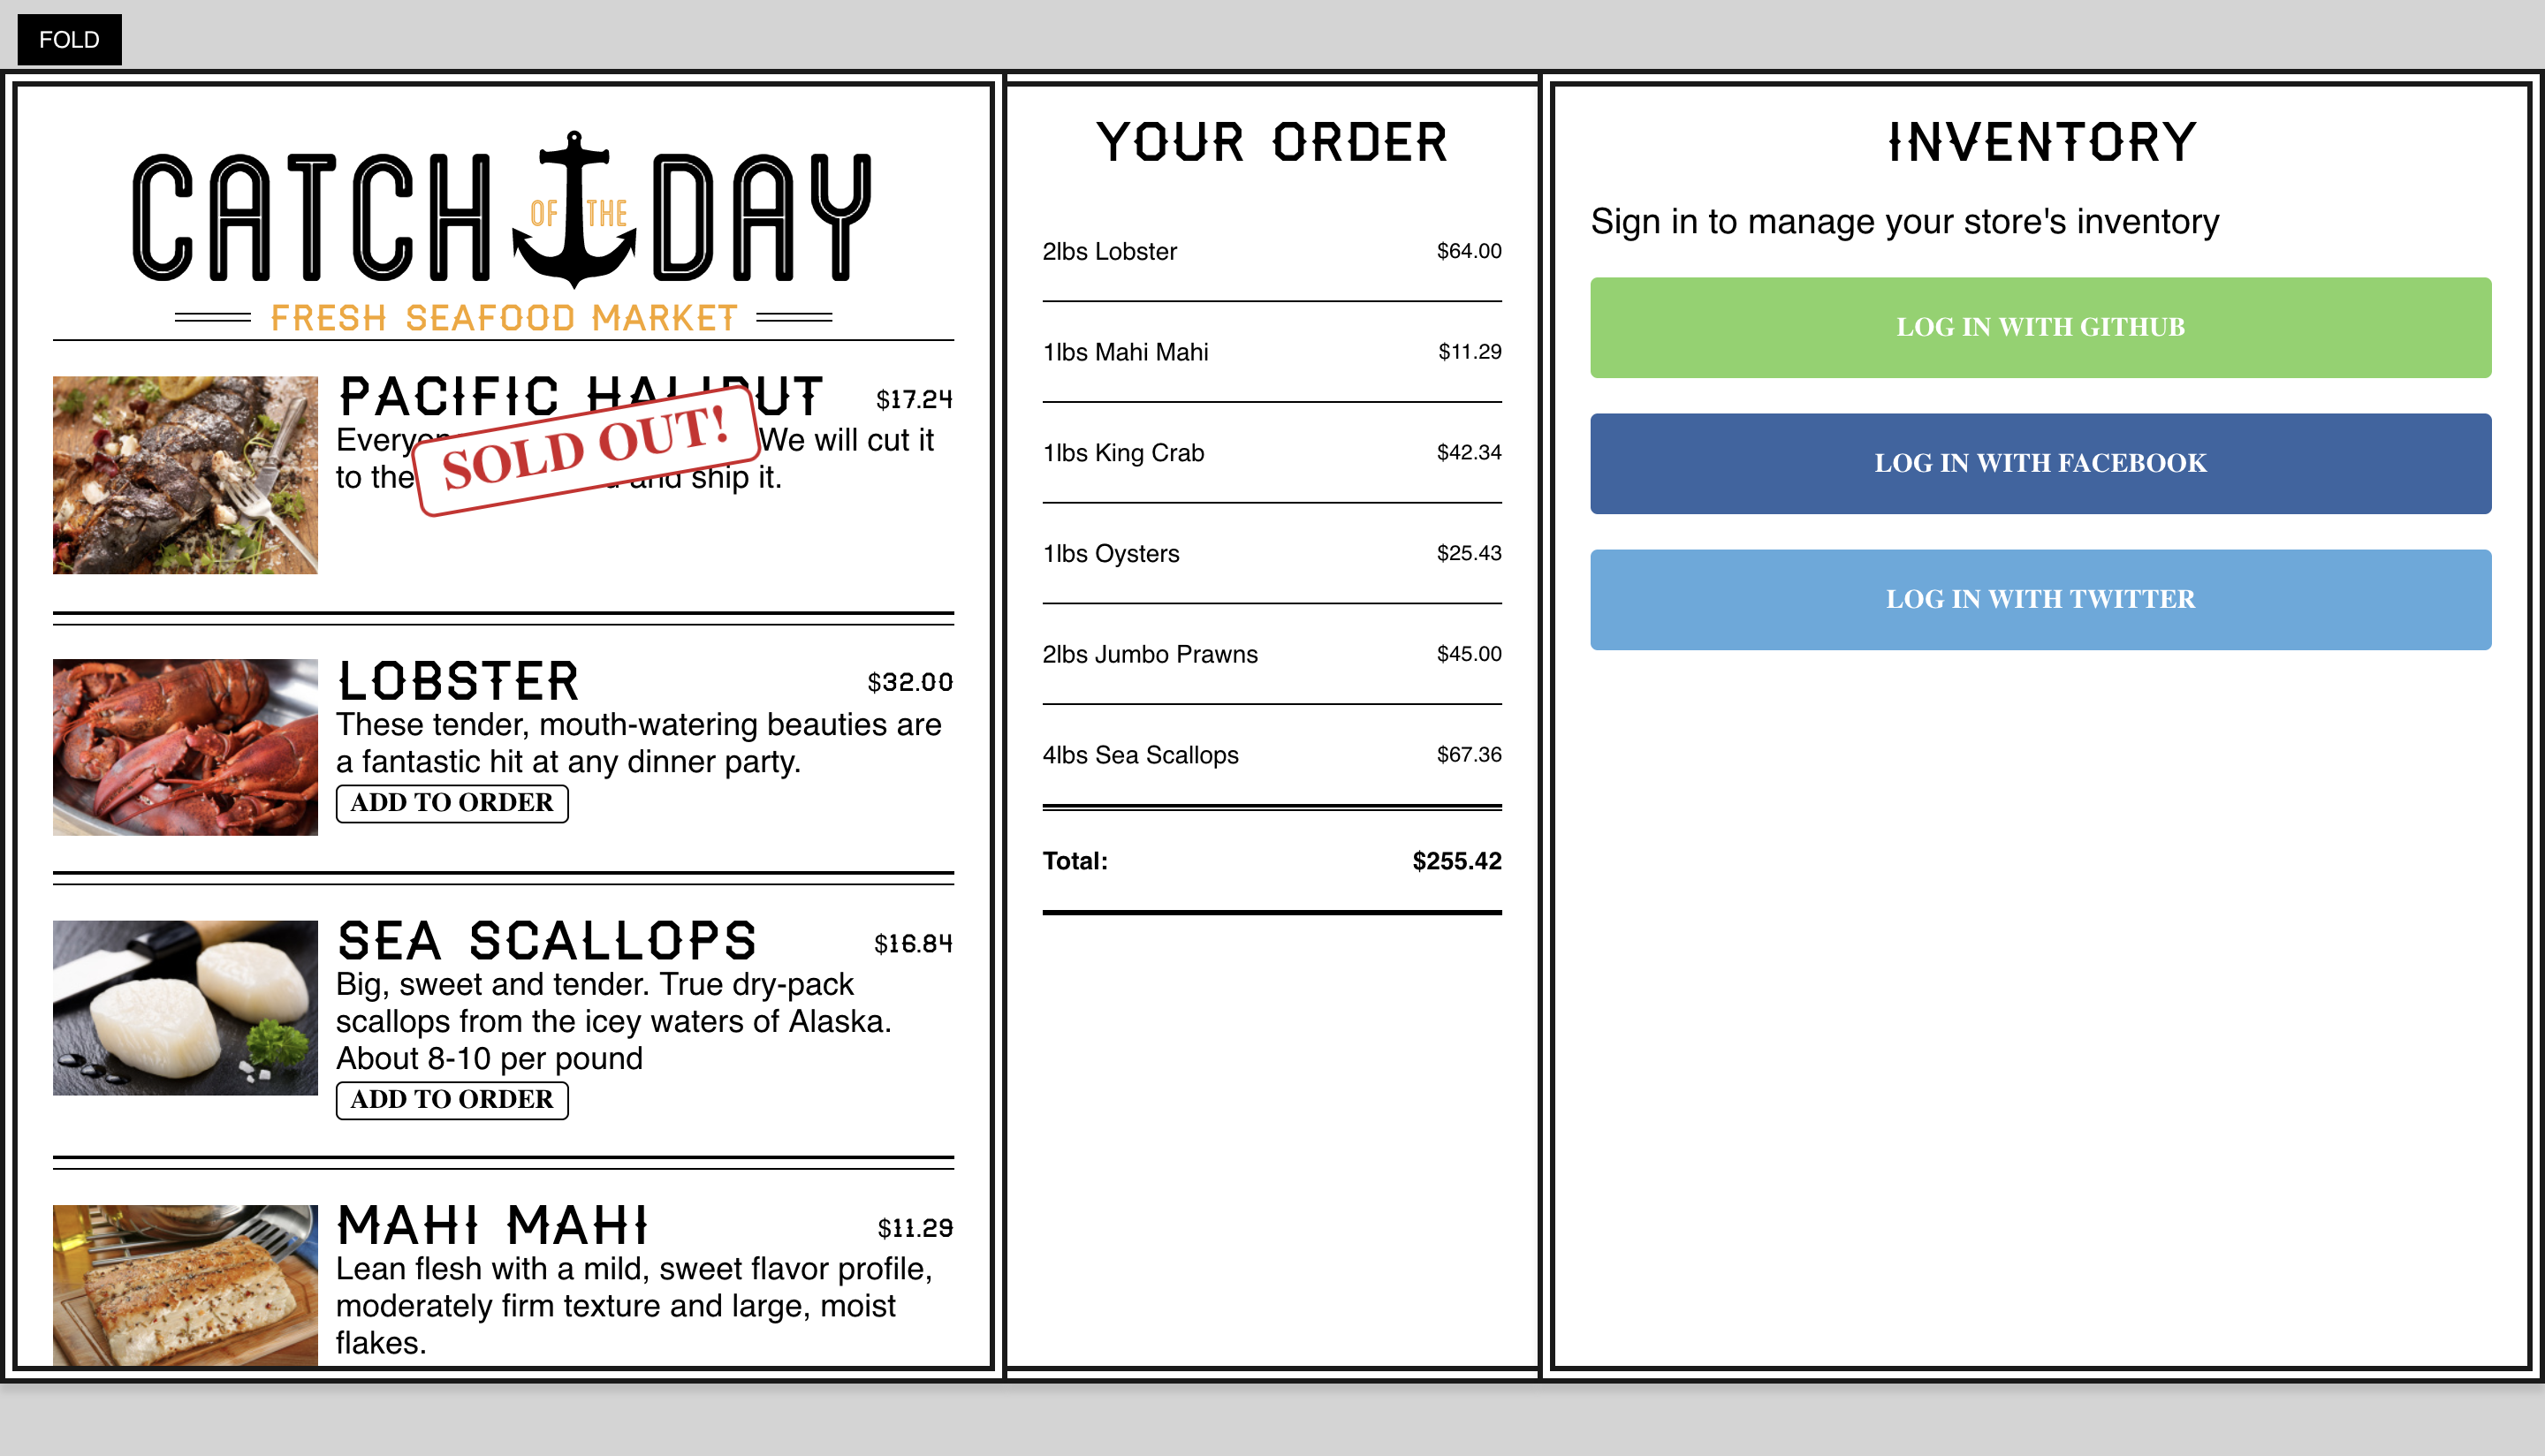 FOLD
CATCH OF THE DAY
FRESH SEAFOOD MARKET
PACIFIC HALIBUT $17.24
We will cut it
to the and ship it.
SOLD OUT!
LOBSTER $32.00
These tender, mouth-watering beauties are
a fantastic hit at any dinner party.
ADD TO ORDER
SEA SCALLOPS $16.84
Big, sweet and tender. True dry-pack
scallops from the icey waters of Alaska.
About 8-10 per pound
ADD TO ORDER
MAHI MAHI $11.29
Lean flesh with a mild, sweet flavor profile,
moderately firm texture and large, moist
flakes.
YOUR ORDER
2lbs Lobster $64.00
1lbs Mahi Mahi $11.29
1lbs King Crab $42.34
1lbs Oysters $25.43
2lbs Jumbo Prawns $45.00
4lbs Sea Scallops $67.36
Total: $255.42
INVENTORY
Sign in to manage your store's inventory
LOG IN WITH GITHUB
LOG IN WITH FACEBOOK
LOG IN WITH TWITTER